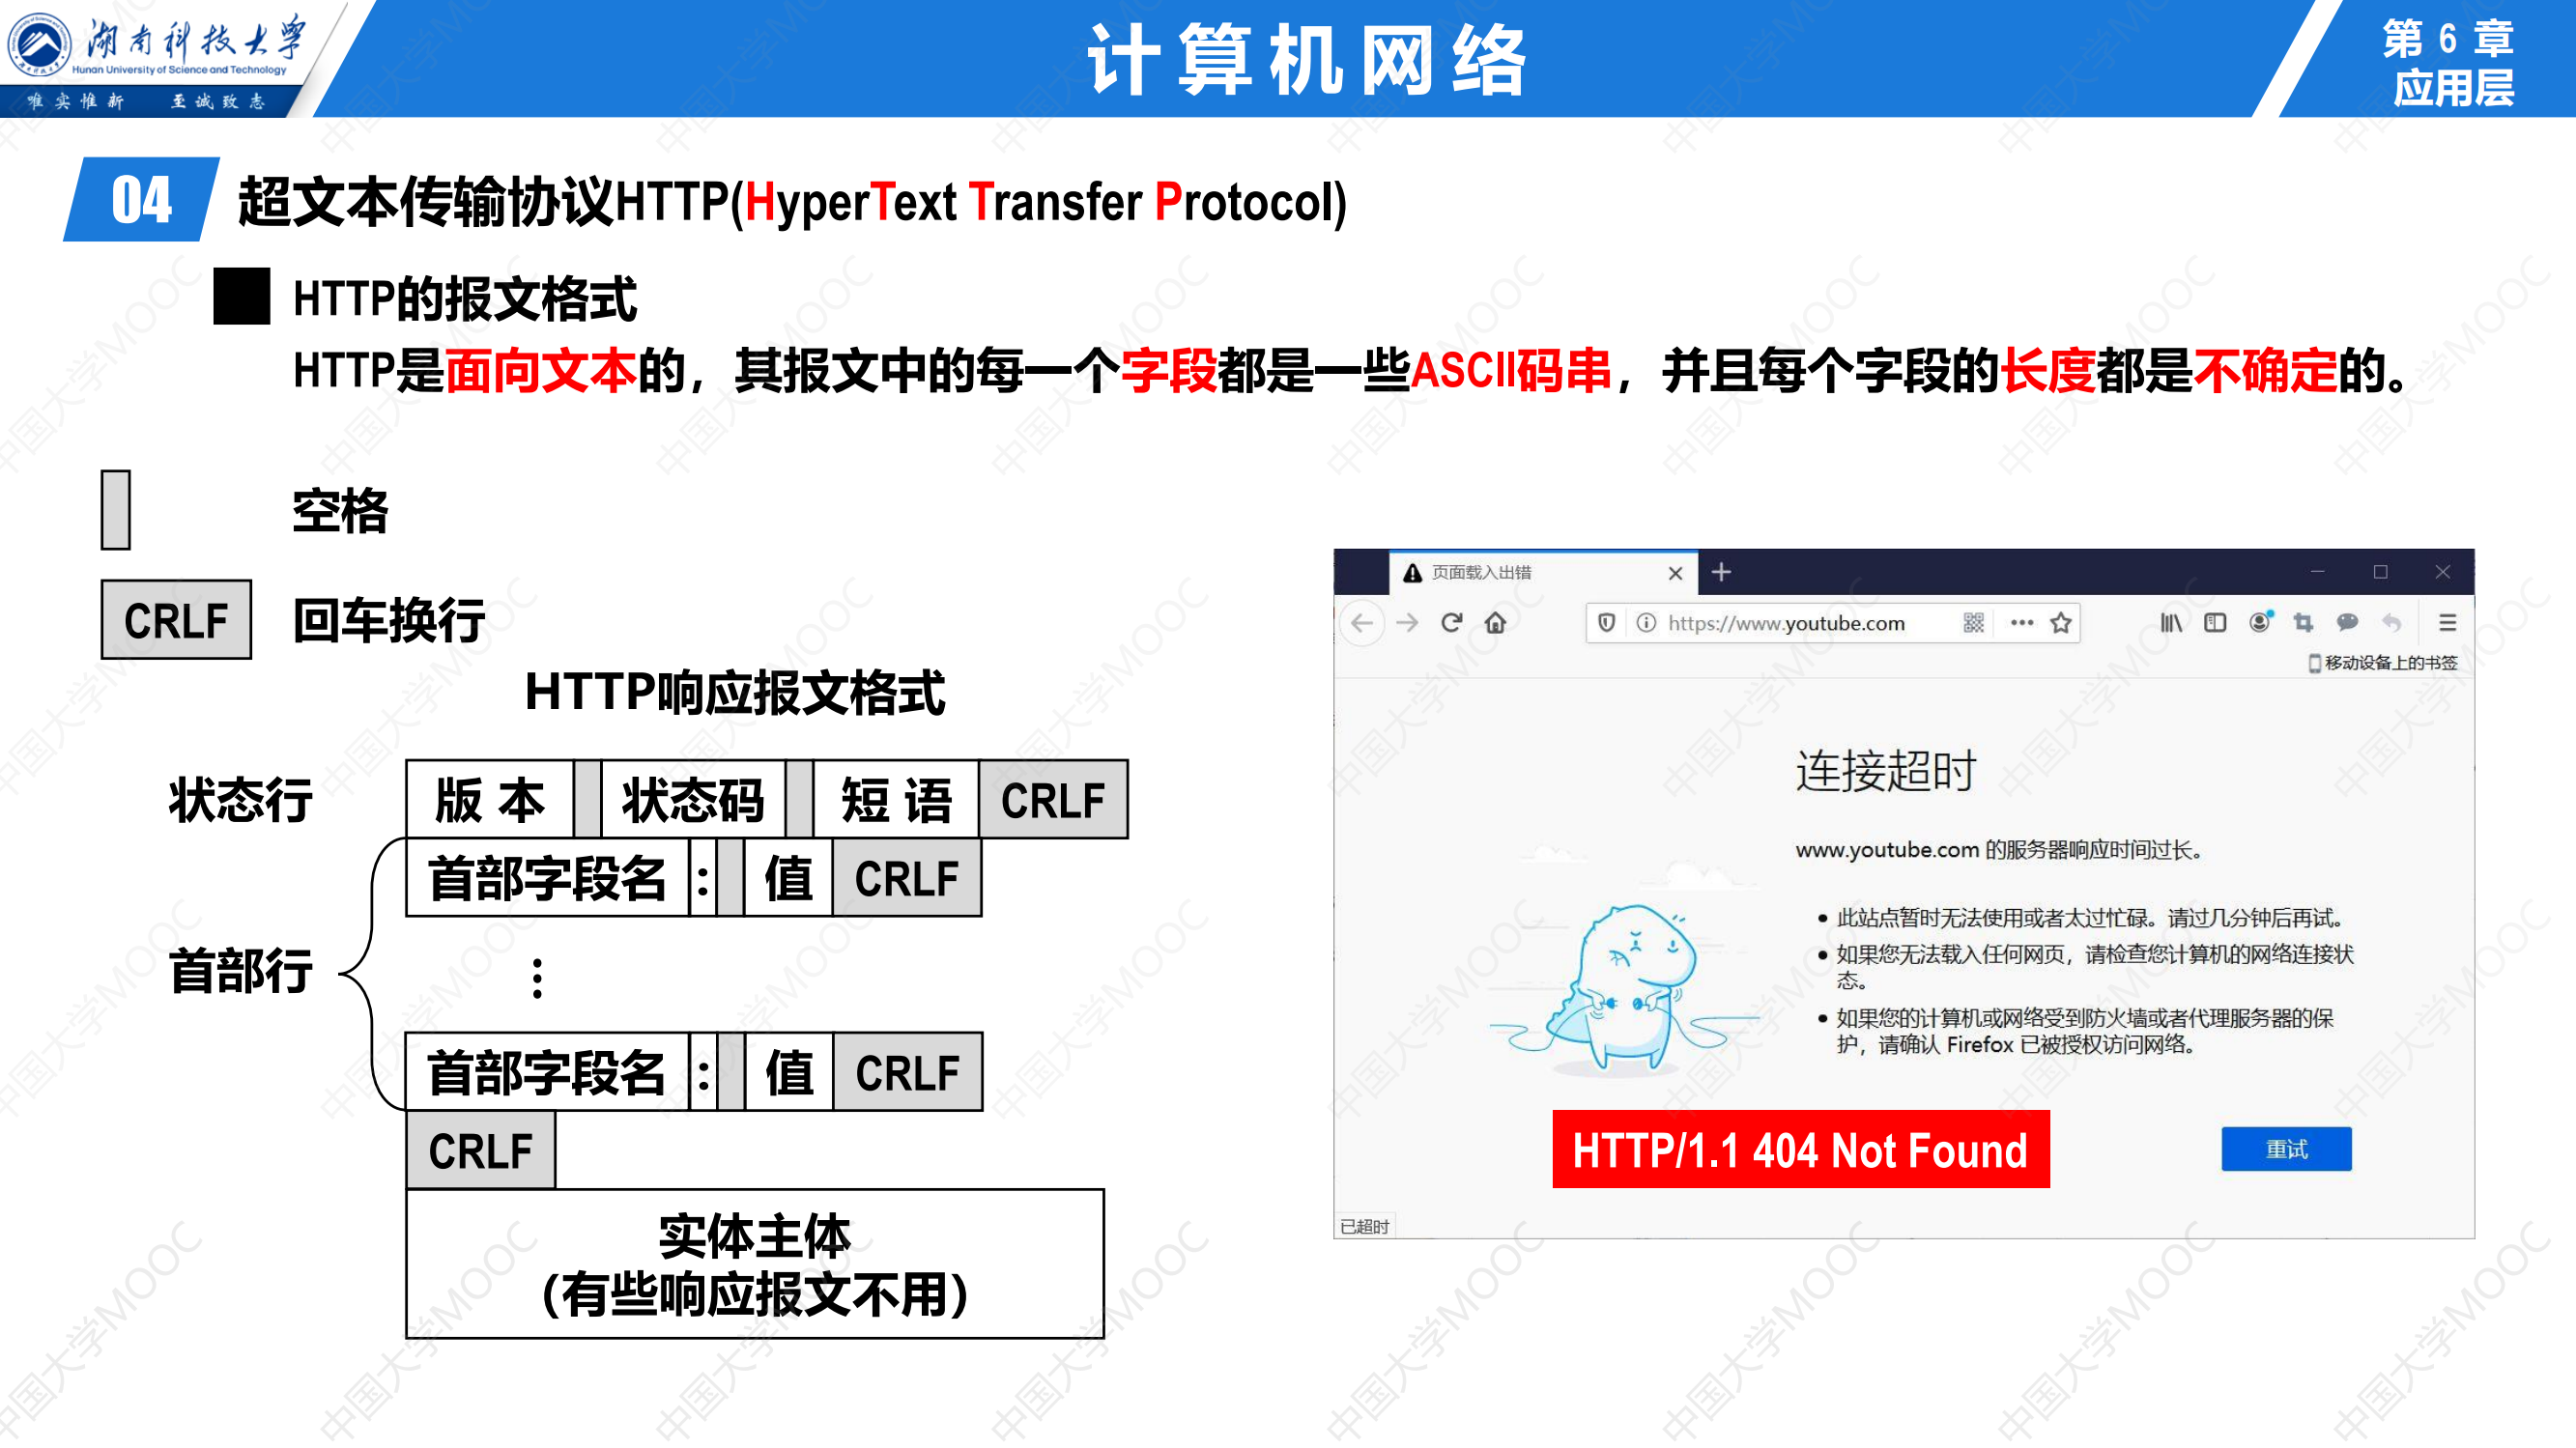 湖南科技大学
Hunan University of Science and Technology
唯实惟新 至诚致志
计算机网络
第 6 章
应用层
04 超文本传输协议HTTP(HyperText Transfer Protocol)
HTTP的报文格式
HTTP是面向文本的，其报文中的每一个字段都是一些ASCII码串，并且每个字段的长度都是不确定的。
空格
CRLF 回车换行
HTTP响应报文格式
状态行 版 本 状态码 短 语 CRLF
首部字段名 : 值 CRLF
首部行 ⋮
首部字段名 : 值 CRLF
CRLF
实体主体
（有些响应报文不用）
页面载入出错
https://www.youtube.com
移动设备上的书签
连接超时
www.youtube.com 的服务器响应时间过长。
• 此站点暂时无法使用或者太过忙碌。请过几分钟后再试。
• 如果您无法载入任何网页，请检查您计算机的网络连接状
态。
• 如果您的计算机或网络受到防火墙或者代理服务器的保
护，请确认 Firefox 已被授权访问网络。
HTTP/1.1 404 Not Found
重试
已超时
中国大学MOOC